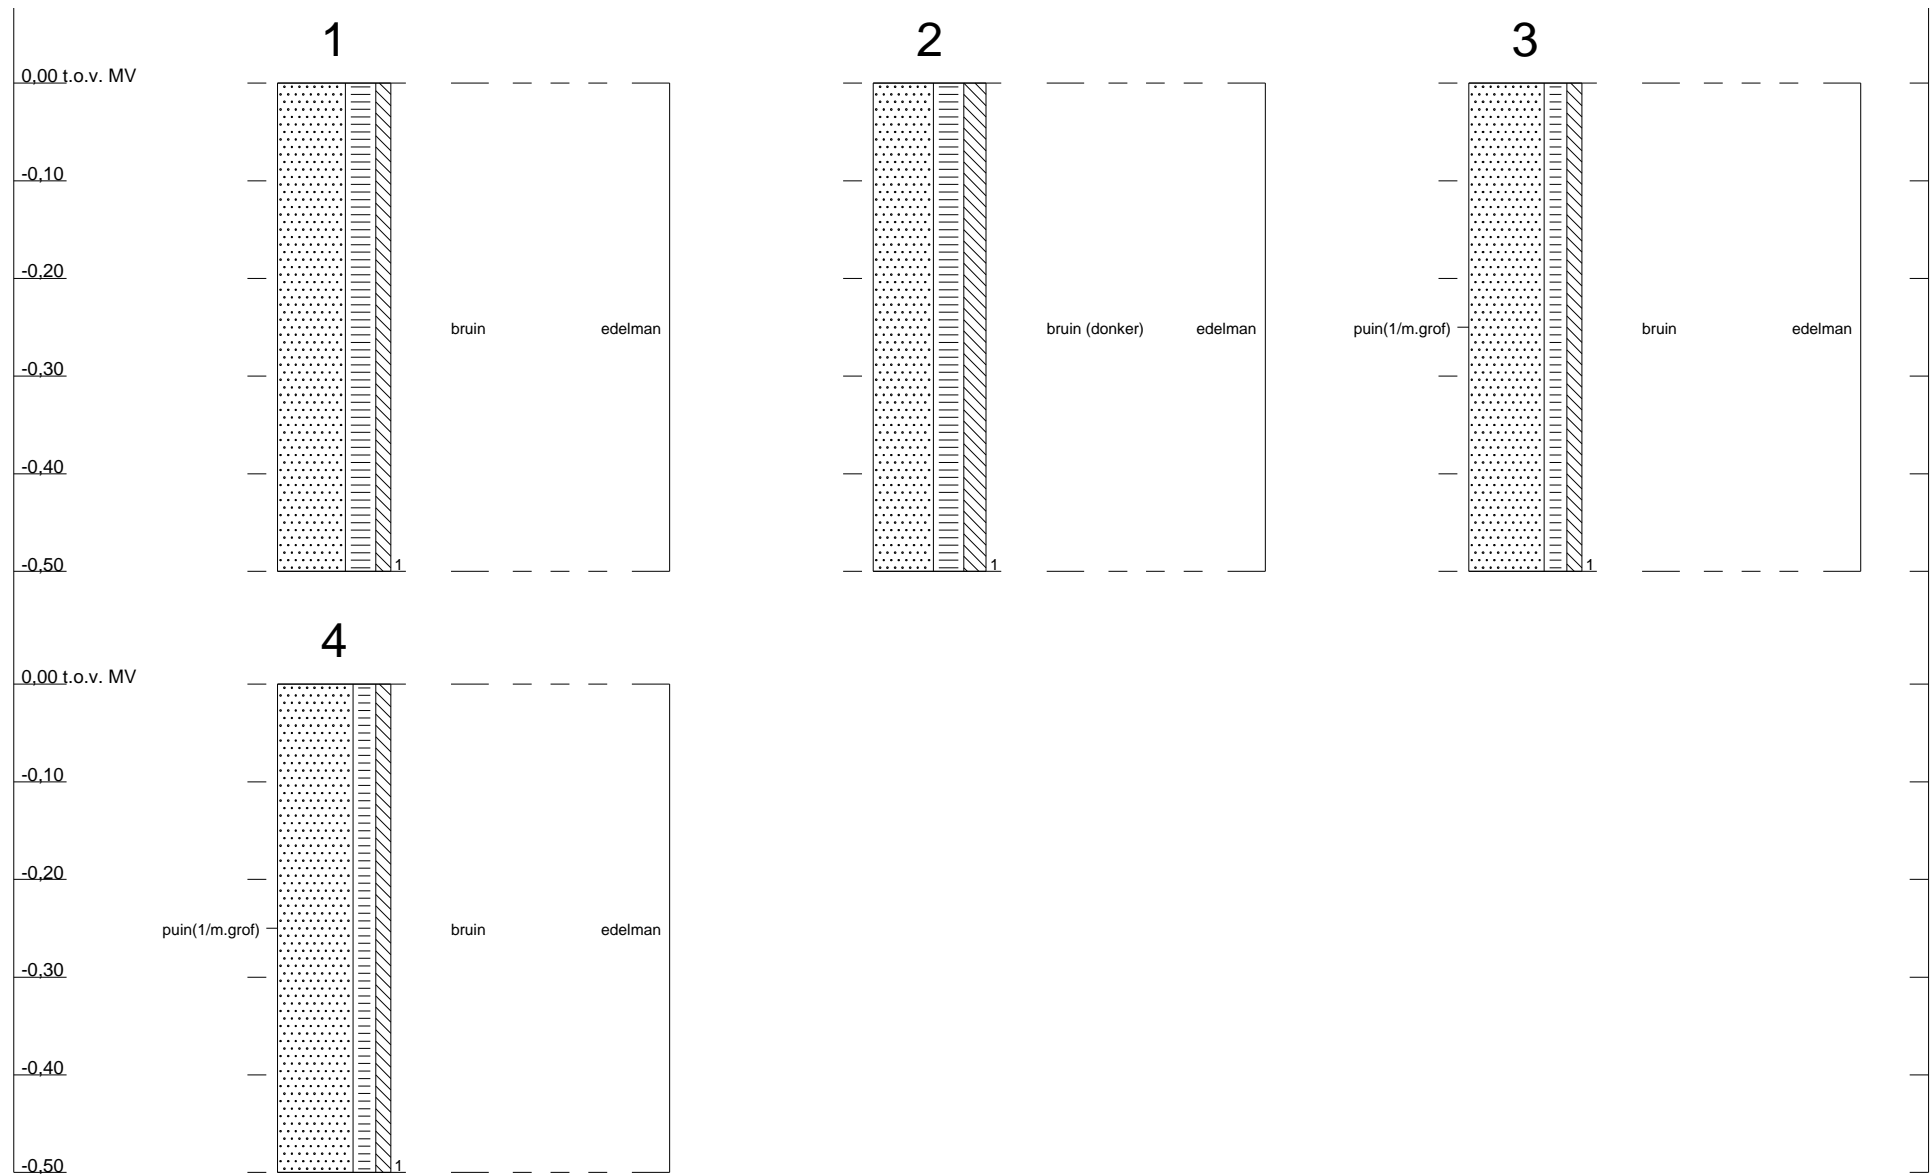 1 2 3
0,00 t.o.v. MV
-0,10
-0,20
bruin edelman bruin (donker) edelman puin(1/m.grof) bruin edelman
-0,30
-0,40
-0,50 1 1 1
4
0,00 t.o.v. MV
-0,10
-0,20
puin(1/m.grof) bruin edelman
-0,30
-0,40
-0,50 1